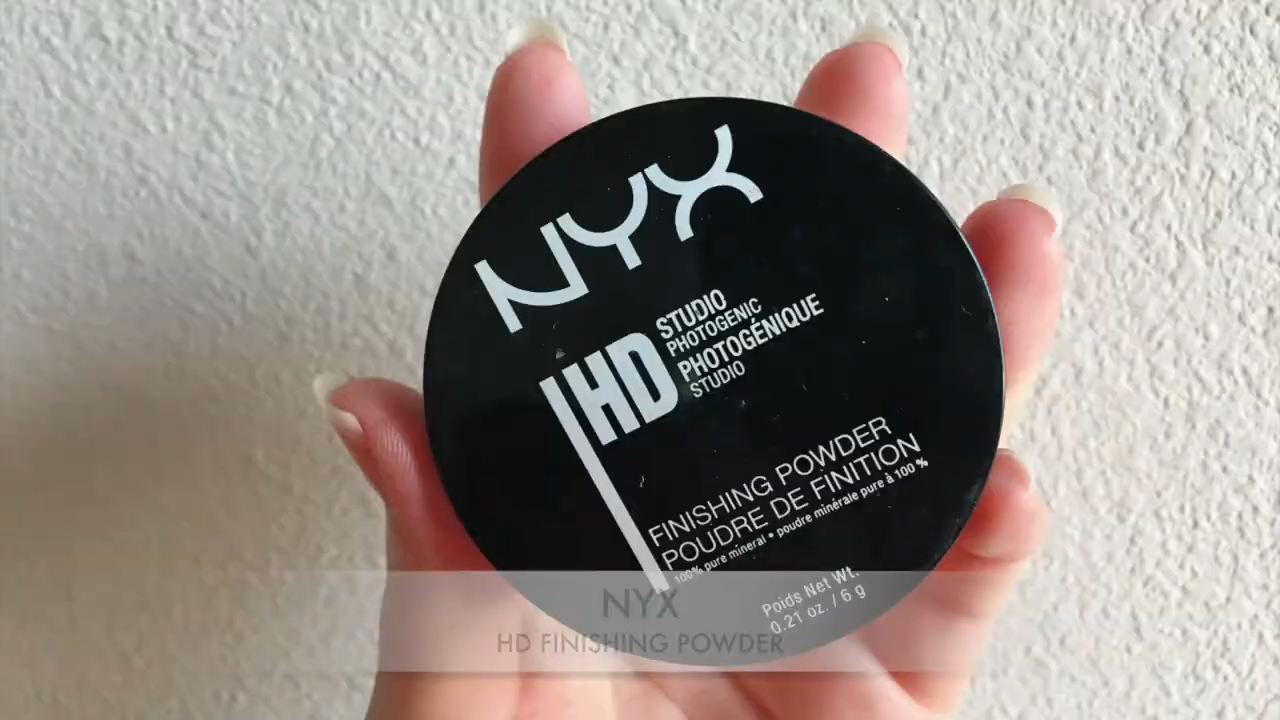 NYX
HD
STUDIO
PHOTOGENIC
PHOTOGÉNIQUE
STUDIO
FINISHING POWDER
POUDRE DE FINITION
100% pure mineral • poudre minérale pure à 100 %
Poids Net Wt.
0.21 oz. / 6 g
NYX
HD FINISHING POWDER